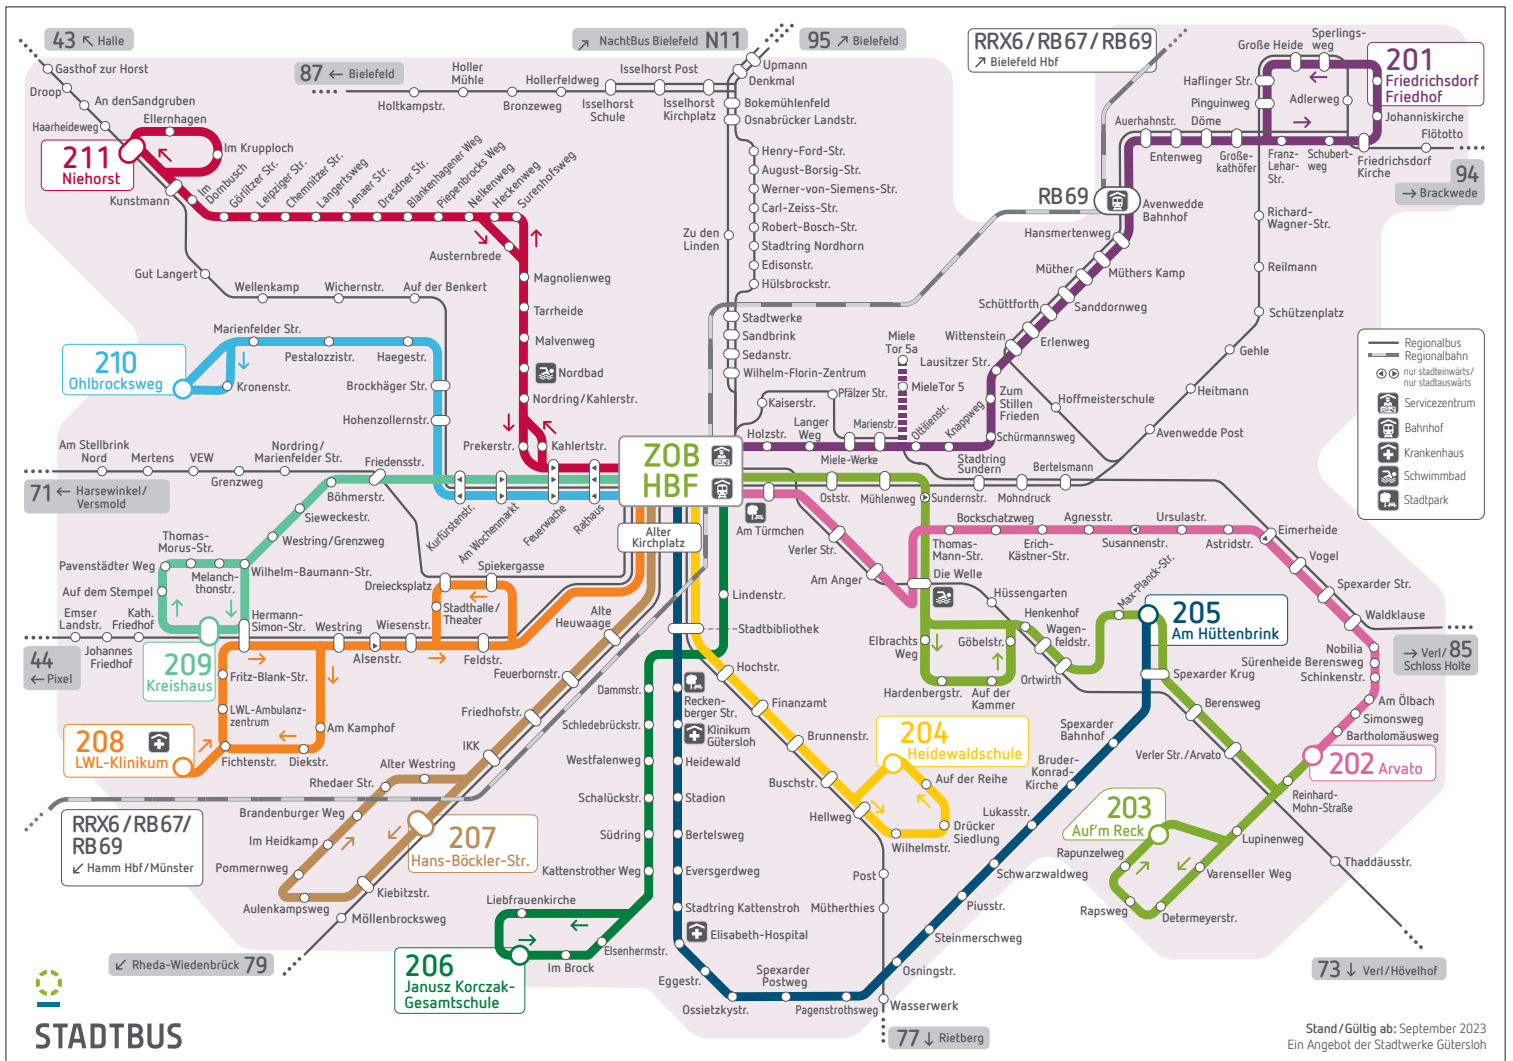 43 ↖ Halle
87 ← Bielefeld
↗ NachtBus Bielefeld N11
95 ↗ Bielefeld
RRX6/RB67/RB69
↗ Bielefeld Hbf
Gasthof zur Horst
Droop
An denSandgruben
Haarheideweg
Ellernhagen
Im Krupploch
211
Niehorst
Kunstmann
Im
Dornbusch
Görlitzer Str.
Leipziger Str.
Chemnitzer Str.
Langertsweg
Jenaer Str.
Dresdner Str.
Blankenhagener Weg
Piepenbrocks Weg
Nelkenweg
Heckenweg
Surenhofsweg
Austernbrede
Magnolienweg
Tarrheide
Malvenweg
Nordbad
Nordring/Kahlerstr.
Prekerstr.
Kahlertstr.
Holler
Mühle
Holtkampstr.
Hollerfeldweg
Bronzeweg
Isselhorst Post
Isselhorst
Schule
Isselhorst
Kirchplatz
Upmann
Denkmal
Bokemühlenfeld
Osnabrücker Landstr.
Henry-Ford-Str.
August-Borsig-Str.
Werner-von-Siemens-Str.
Carl-Zeiss-Str.
Robert-Bosch-Str.
Stadtring Nordhorn
Edisonstr.
Hülsbrockstr.
Zu den
Linden
Stadtwerke
Sandbrink
Sedanstr.
Wilhelm-Florin-Zentrum
Große Heide
Sperlings-
weg
Haflinger Str.
Pinguinweg
Adlerweg
201
Friedrichsdorf
Friedhof
Johanniskirche
Flötotto
Auerhahnstr.
Döme
Entenweg
Große-
kathöfer
Franz-
Lehar-
Str.
Schubert-
weg
Friedrichsdorf
Kirche
94
→ Brackwede
RB69
Avenwedde
Bahnhof
Hansmertenweg
Müther
Müthers Kamp
Schüttforth
Sanddornweg
Wittenstein
Erlenweg
Richard-
Wagner-Str.
Reilmann
Schützenplatz
Gehle
Heitmann
Hoffmeisterschule
Avenwedde Post
Miele
Tor 5a
Lausitzer Str.
MieleTor 5
Zum
Stillen
Frieden
Pfälzer Str.
Kaiserstr.
Holzstr.
Langer
Weg
Marienstr.
Ottilienstr.
Knappweg
Schürmannsweg
Miele-Werke
Stadtring
Sundern
Bertelsmann
Oststr.
Mühlenweg
Sundernstr.
Mohndruck
Regionalbus
Regionalbahn
nur stadteinwärts/
nur stadtauswärts
Servicezentrum
Bahnhof
Krankenhaus
Schwimmbad
Stadtpark
Gut Langert
Wellenkamp
Wichernstr.
Auf der Benkert
Marienfelder Str.
210
Ohlbrocksweg
Pestalozzistr.
Haegestr.
Kronenstr.
Brockhäger Str.
Hohenzollernstr.
Am Stellbrink
Nord
Mertens
VEW
Nordring/
Marienfelder Str.
Grenzweg
Friedensstr.
71 ← Harsewinkel/
Versmold
Böhmerstr.
Sieweckestr.
Westring/Grenzweg
Thomas-
Morus-Str.
Pavenstädter Weg
Melanch-
thonstr.
Wilhelm-Baumann-Str.
Auf dem Stempel
Emser
Landstr.
Kath.
Friedhof
Hermann-
Simon-Str.
Johannes
Friedhof
209
Kreishaus
44
← Pixel
ZOB
HBF
Alter
Kirchplatz
Kurfürstenstr.
Am Wochenmarkt
Feuerwache
Rathaus
Spiekergasse
Dreiecksplatz
Stadthalle/
Theater
Westring
Wiesenstr.
Alsenstr.
Feldstr.
Alte
Heuwaage
Feuerbornstr.
Friedhofstr.
IKK
Fritz-Blank-Str.
LWL-Ambulanz-
zentrum
Am Kamphof
208
LWL-Klinikum
Fichtenstr.
Diekstr.
Alter Westring
Rhedaer Str.
Brandenburger Weg
Im Heidkamp
Pommernweg
Aulenkampsweg
Kiebitzstr.
Möllenbrocksweg
207
Hans-Böckler-Str.
RRX6/RB67/
RB69
↙ Hamm Hbf/Münster
↙ Rheda-Wiedenbrück 79
Lindenstr.
Stadtbibliothek
Dammstr.
Schledebrückstr.
Westfalenweg
Schalückstr.
Südring
Kattenstrother Weg
Liebfrauenkirche
Elsenhermstr.
Im Brock
206
Janusz Korczak-
Gesamtschule
Recken-
berger Str.
Klinikum
Gütersloh
Heidewald
Stadion
Bertelsweg
Eversgerdweg
Stadtring Kattenstroh
Elisabeth-Hospital
Eggestr.
Ossietzkystr.
Spexarder
Postweg
Pagenstrothsweg
Hochstr.
Finanzamt
Brunnenstr.
Buschstr.
Hellweg
204
Heidewaldschule
Auf der Reihe
Drücker
Siedlung
Wilhelmstr.
Post
Mütherthies
Wasserwerk
77 ↓ Rietberg
Am Türmchen
Verler Str.
Am Anger
Thomas-
Mann-Str.
Die Welle
Bockschatzweg
Erich-
Kästner-Str.
Agnesstr.
Susannenstr.
Ursulastr.
Astridstr.
Eimerheide
Vogel
Spexarder Str.
Waldklause
→ Verl/ 85
Schloss Holte
Nobilia
Sürenheide Berensweg
Schinkenstr.
Am Ölbach
Simonsweg
Bartholomäusweg
202 Arvato
Hüssengarten
Henkenhof
Wagen-
feldstr.
Max-Planck-Str.
205
Am Hüttenbrink
Elbrachts
Weg
Göbelstr.
Ortwirth
Hardenbergstr.
Auf der
Kammer
Spexarder Krug
Berensweg
Spexarder
Bahnhof
Verler Str./Arvato
Bruder-
Konrad-
Kirche
Lukasstr.
Schwarzwaldweg
Piusstr.
Steinmerschweg
Osningstr.
Reinhard-
Mohn-Straße
Lupinenweg
203
Auf'm Reck
Rapunzelweg
Varenseller Weg
Rapsweg
Determeyerstr.
Thaddäusstr.
73 ↓ Verl/Hövelhof
STADTBUS
Stand/Gültig ab: September 2023
Ein Angebot der Stadtwerke Gütersloh